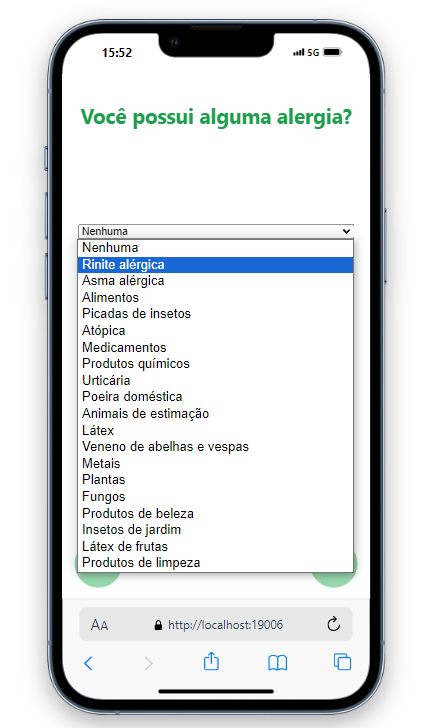 15:52
5G
Você possui alguma alergia?
Nenhuma
Nenhuma
Rinite alérgica
Asma alérgica
Alimentos
Picadas de insetos
Atópica
Medicamentos
Produtos químicos
Urticária
Poeira doméstica
Animais de estimação
Látex
Veneno de abelhas e vespas
Metais
Plantas
Fungos
Produtos de beleza
Insetos de jardim
Látex de frutas
Produtos de limpeza
AA http://localhost:19006